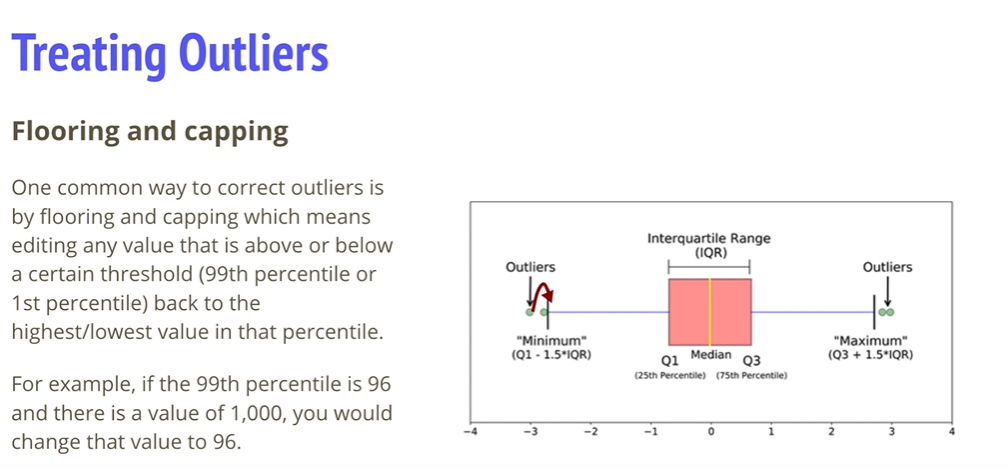 Treating Outliers
Flooring and capping
One common way to correct outliers is
by flooring and capping which means
editing any value that is above or below
a certain threshold (99th percentile or
1st percentile) back to the
highest/lowest value in that percentile.
For example, if the 99th percentile is 96
and there is a value of 1,000, you would
change that value to 96.
Interquartile Range
(IQR)
Outliers
Outliers
"Minimum"
(Q1 - 1.5*IQR)
"Maximum"
(Q3 + 1.5*IQR)
Q1 Median Q3
(25th Percentile) (75th Percentile)
−4 −3 −2 −1 0 1 2 3 4